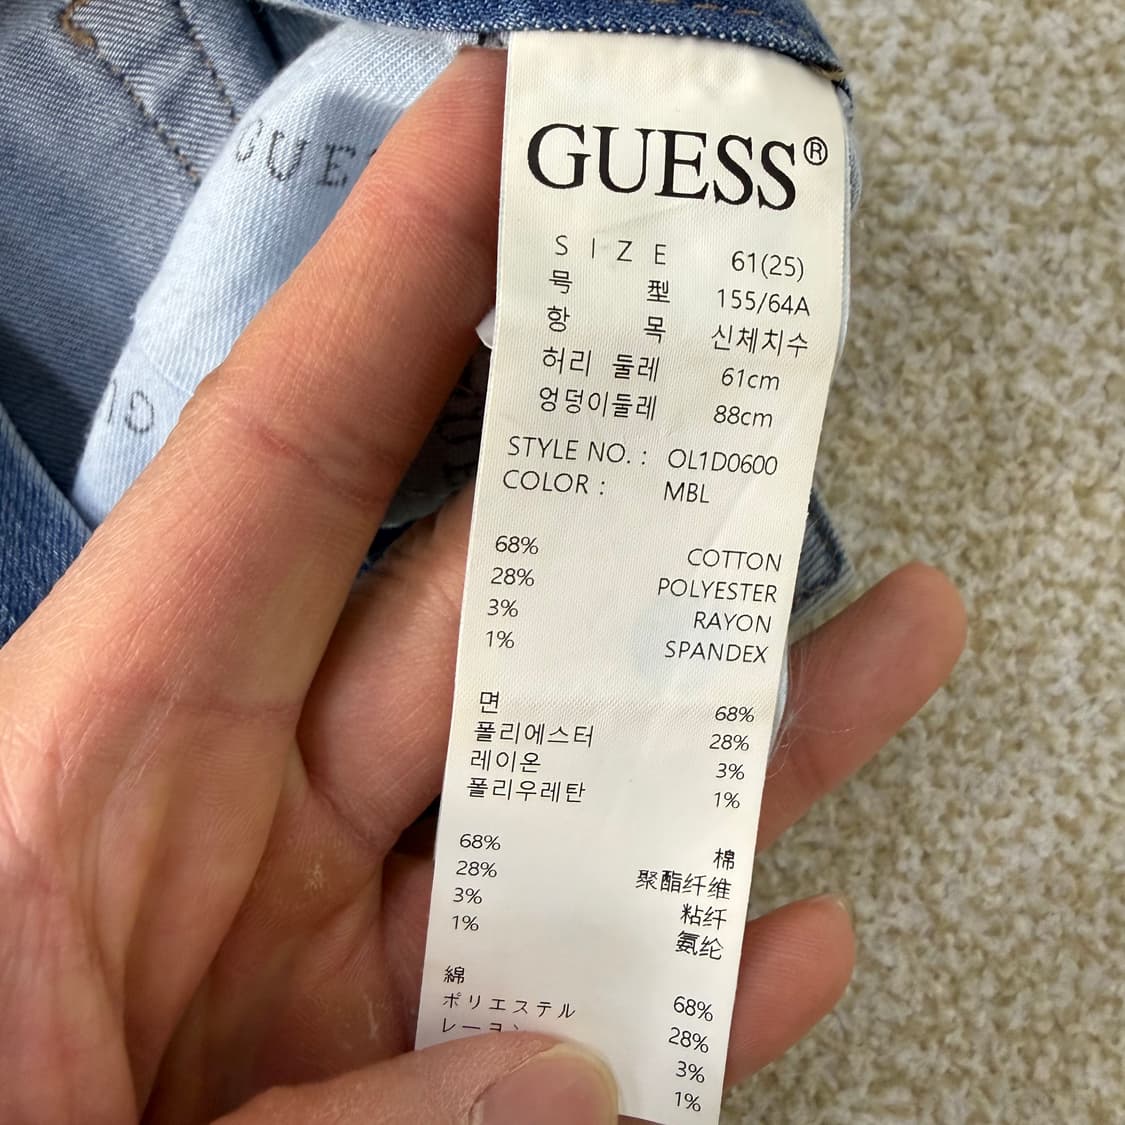 GUESS®
SIZE 61(25)
号型 155/64A
항목 신체치수
허리 둘레 61cm
엉덩이둘레 88cm
STYLE NO. : OL1D0600
COLOR : MBL
68% COTTON
28% POLYESTER
3% RAYON
1% SPANDEX
면 68%
폴리에스터 28%
레이온 3%
폴리우레탄 1%
68% 棉
28% 聚酯纤维
3% 粘纤
1% 氨纶
綿 68%
ポリエステル 28%
3%
1%